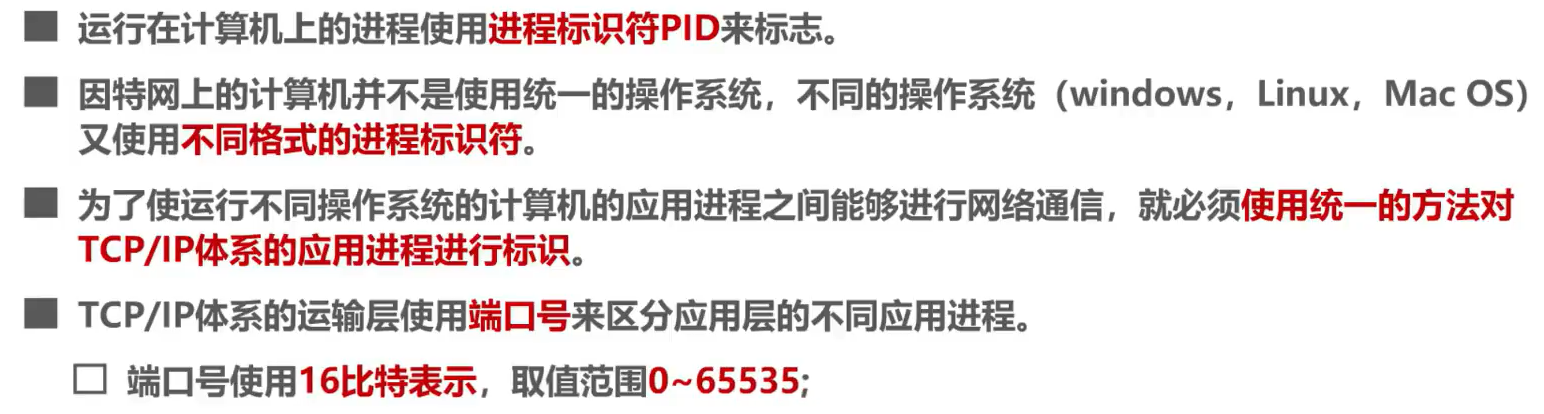 运行在计算机上的进程使用进程标识符PID来标志。
因特网上的计算机并不是使用统一的操作系统，不同的操作系统（windows，Linux，Mac OS）
又使用不同格式的进程标识符。
为了使运行不同操作系统的计算机的应用进程之间能够进行网络通信，就必须使用统一的方法对
TCP/IP体系的应用进程进行标识。
TCP/IP体系的运输层使用端口号来区分应用层的不同应用进程。
端口号使用16比特表示，取值范围0~65535;